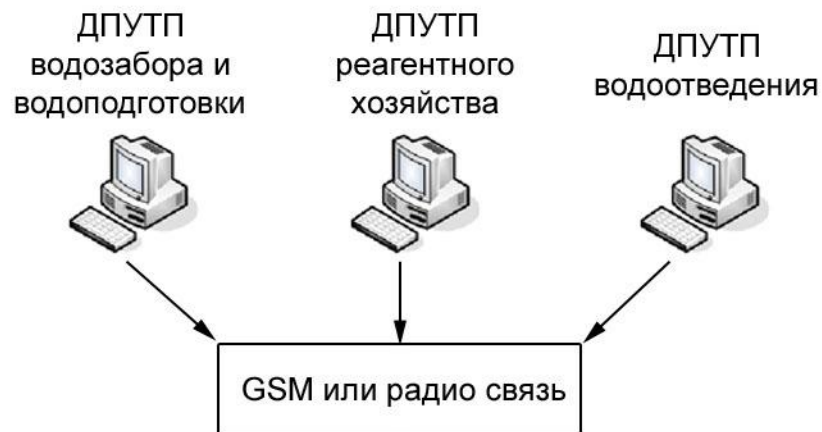 ДПУТП
водозабора и
водоподготовки
ДПУТП
реагентного
хозяйства
ДПУТП
водоотведения
GSM или радио связь